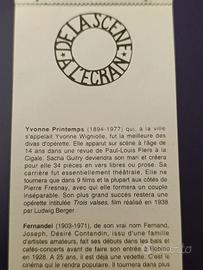 DE LA SCÈNE
A L'ÉCRAN
Yvonne Printemps (1894-1977) qui, à la ville
s'appelait Yvonne Wigniolle, fut la meilleure des
divas d'opérette. Elle apparut sur scène à l'âge de
14 ans dans une revue de Paul-Louis Flers à la
Cigale. Sacha Guitry deviendra son mari et créera
pour elle 34 pièces en vers libres ou prose. Sa
carrière fut essentiellement théâtrale. Elle ne
tournera que dans 9 films et la plupart aux côtés de
Pierre Fresnay, avec qui elle formera un couple
inséparable. Son plus grand succès restera une
opérette intitulée Trois valses, film réalisé en 1938
par Ludwig Berger
Fernandel (1903-1971), de son vrai nom Fernand,
Joseph, Désiré Contandin, issu d'une famille
d'artistes amateurs, fait ses débuts dans les bals et
cafés-concerts avant de faire son entrée
en 1928. A 25 ans, il est déjà une vedette. C'est
cinéma qui le rendra populaire. Il tournera dans plus